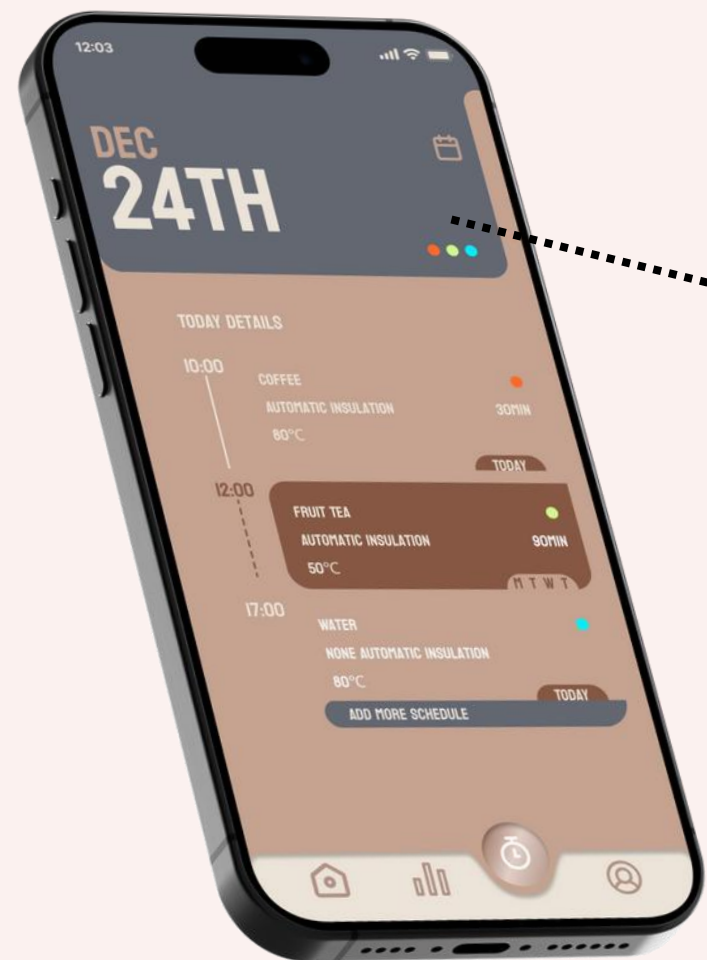 12:03
DEC
24TH
TODAY DETAILS
10:00
COFFEE
AUTOMATIC INSULATION
30MIN
80°C
TODAY
12:00
FRUIT TEA
AUTOMATIC INSULATION
90MIN
50°C
M T W T
17:00
WATER
NONE AUTOMATIC INSULATION
80°C
TODAY
ADD MORE SCHEDULE